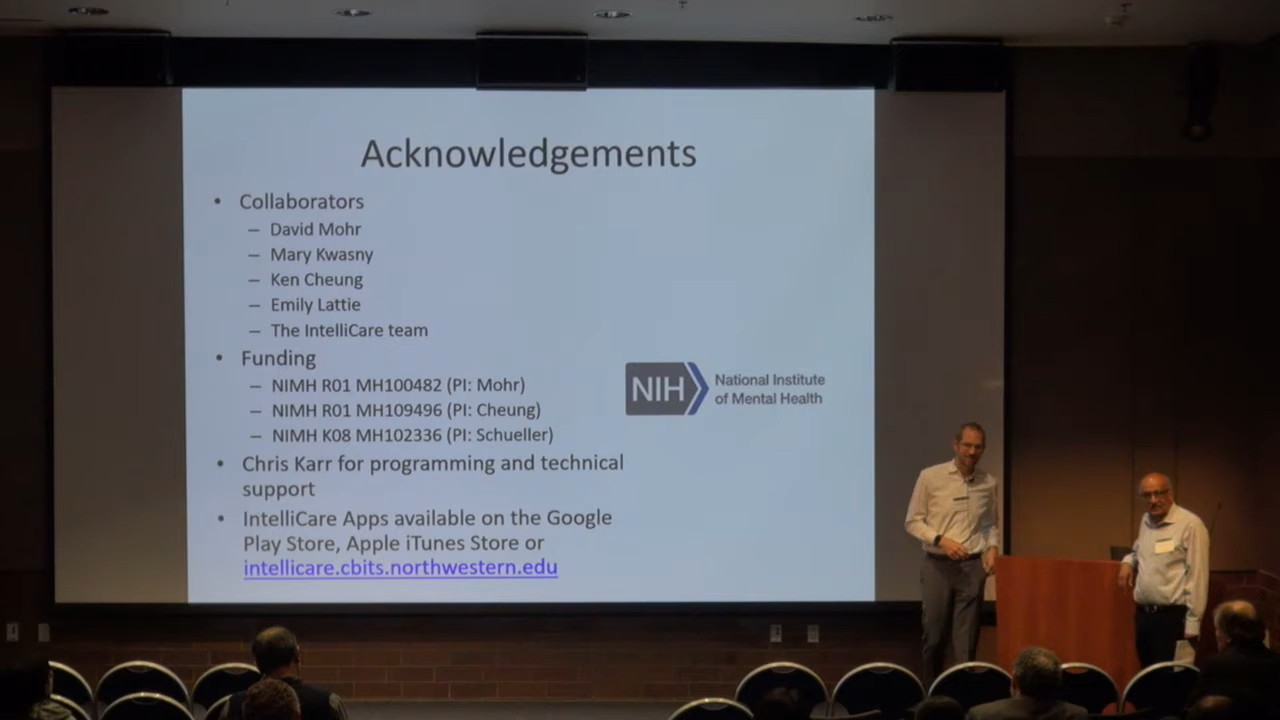 Acknowledgements
• Collaborators
– David Mohr
– Mary Kwasny
– Ken Cheung
– Emily Lattie
– The IntelliCare team
• Funding
– NIMH R01 MH100482 (PI: Mohr)
– NIMH R01 MH109496 (PI: Cheung)
– NIMH K08 MH102336 (PI: Schueller)
• Chris Karr for programming and technical
support
• IntelliCare Apps available on the Google
Play Store, Apple iTunes Store or
intellicare.cbits.northwestern.edu
NIH National Institute
of Mental Health